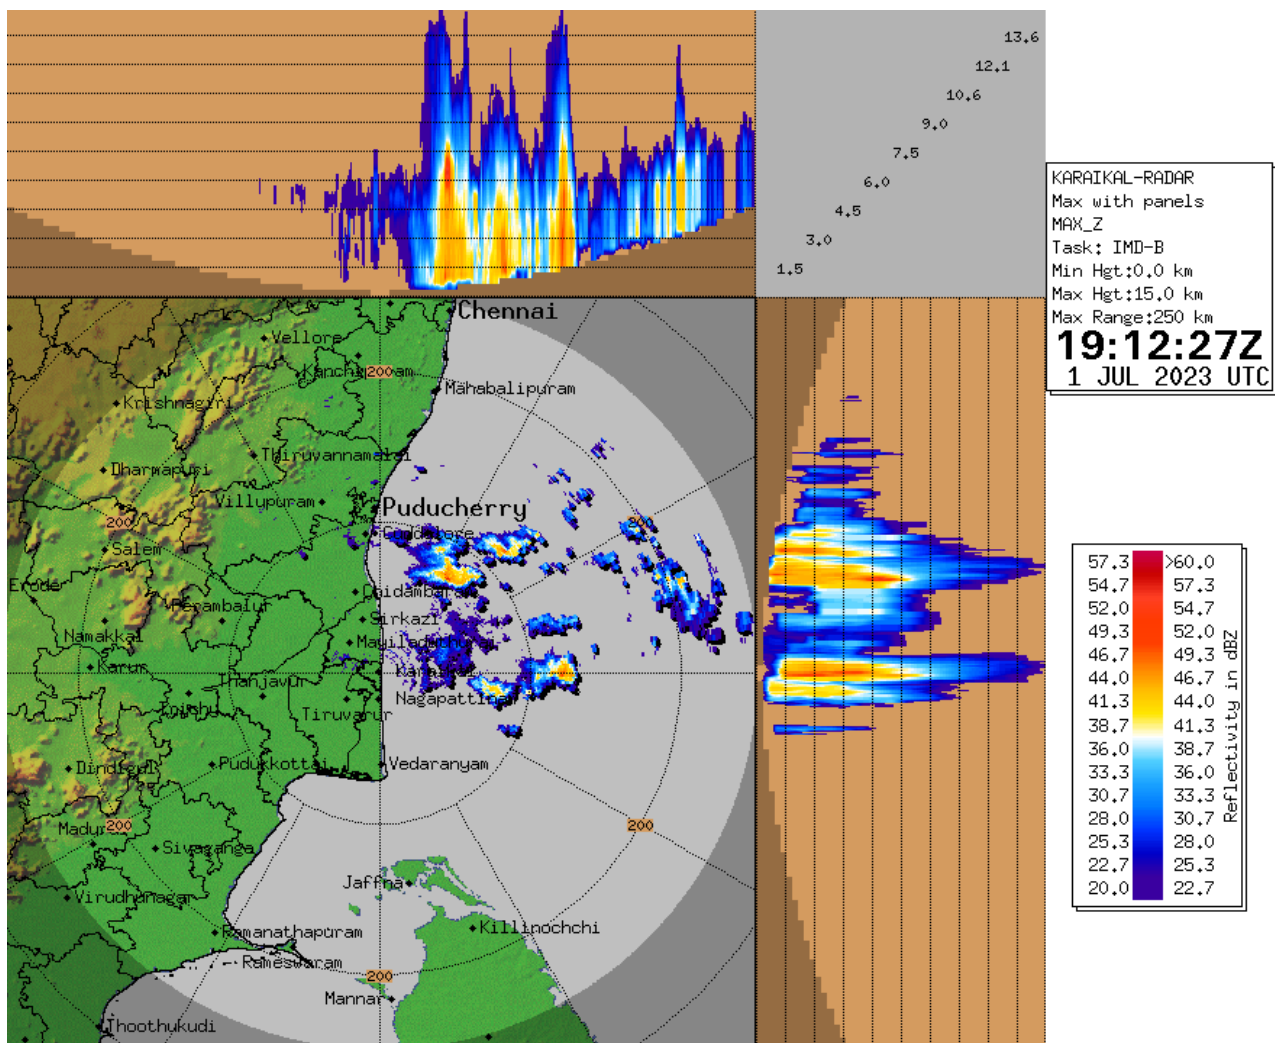 13.6
12.1
10.6
9.0
7.5
6.0
4.5
3.0
1.5
KARAIKAL-RADAR
Max with panels
MAX_Z
Task: IMD-B
Min Hgt:0.0 km
Max Hgt:15.0 km
Max Range:250 km
19:12:27Z
1 JUL 2023 UTC
Chennai
Vellore
200
Mahabalipuram
Krishnagiri
Thiruvannamalai
Dharmapuri
Villupuram
Puducherry
200
200
Cuddalore
Salem
Erode
Chidambaram
Perambalur
Sirkazi
Namakkal
Mayiladuthurai
Karur
Karaikal
Thanjavur
Nagapattinam
Tiruvarur
Vedaranyam
Pudukkottai
Dindigul
200
200
Sivaganga
Jaffna
Virudhunagar
Killinochchi
Ramanathapuram
Rameswaram
200
Mannar
Thoothukudi
57.3 >60.0
54.7 57.3
52.0 54.7
49.3 52.0
46.7 49.3
44.0 46.7
41.3 44.0
38.7 41.3
36.0 38.7
33.3 36.0
30.7 33.3
28.0 30.7
25.3 28.0
22.7 25.3
20.0 22.7
Reflectivity in dBZ